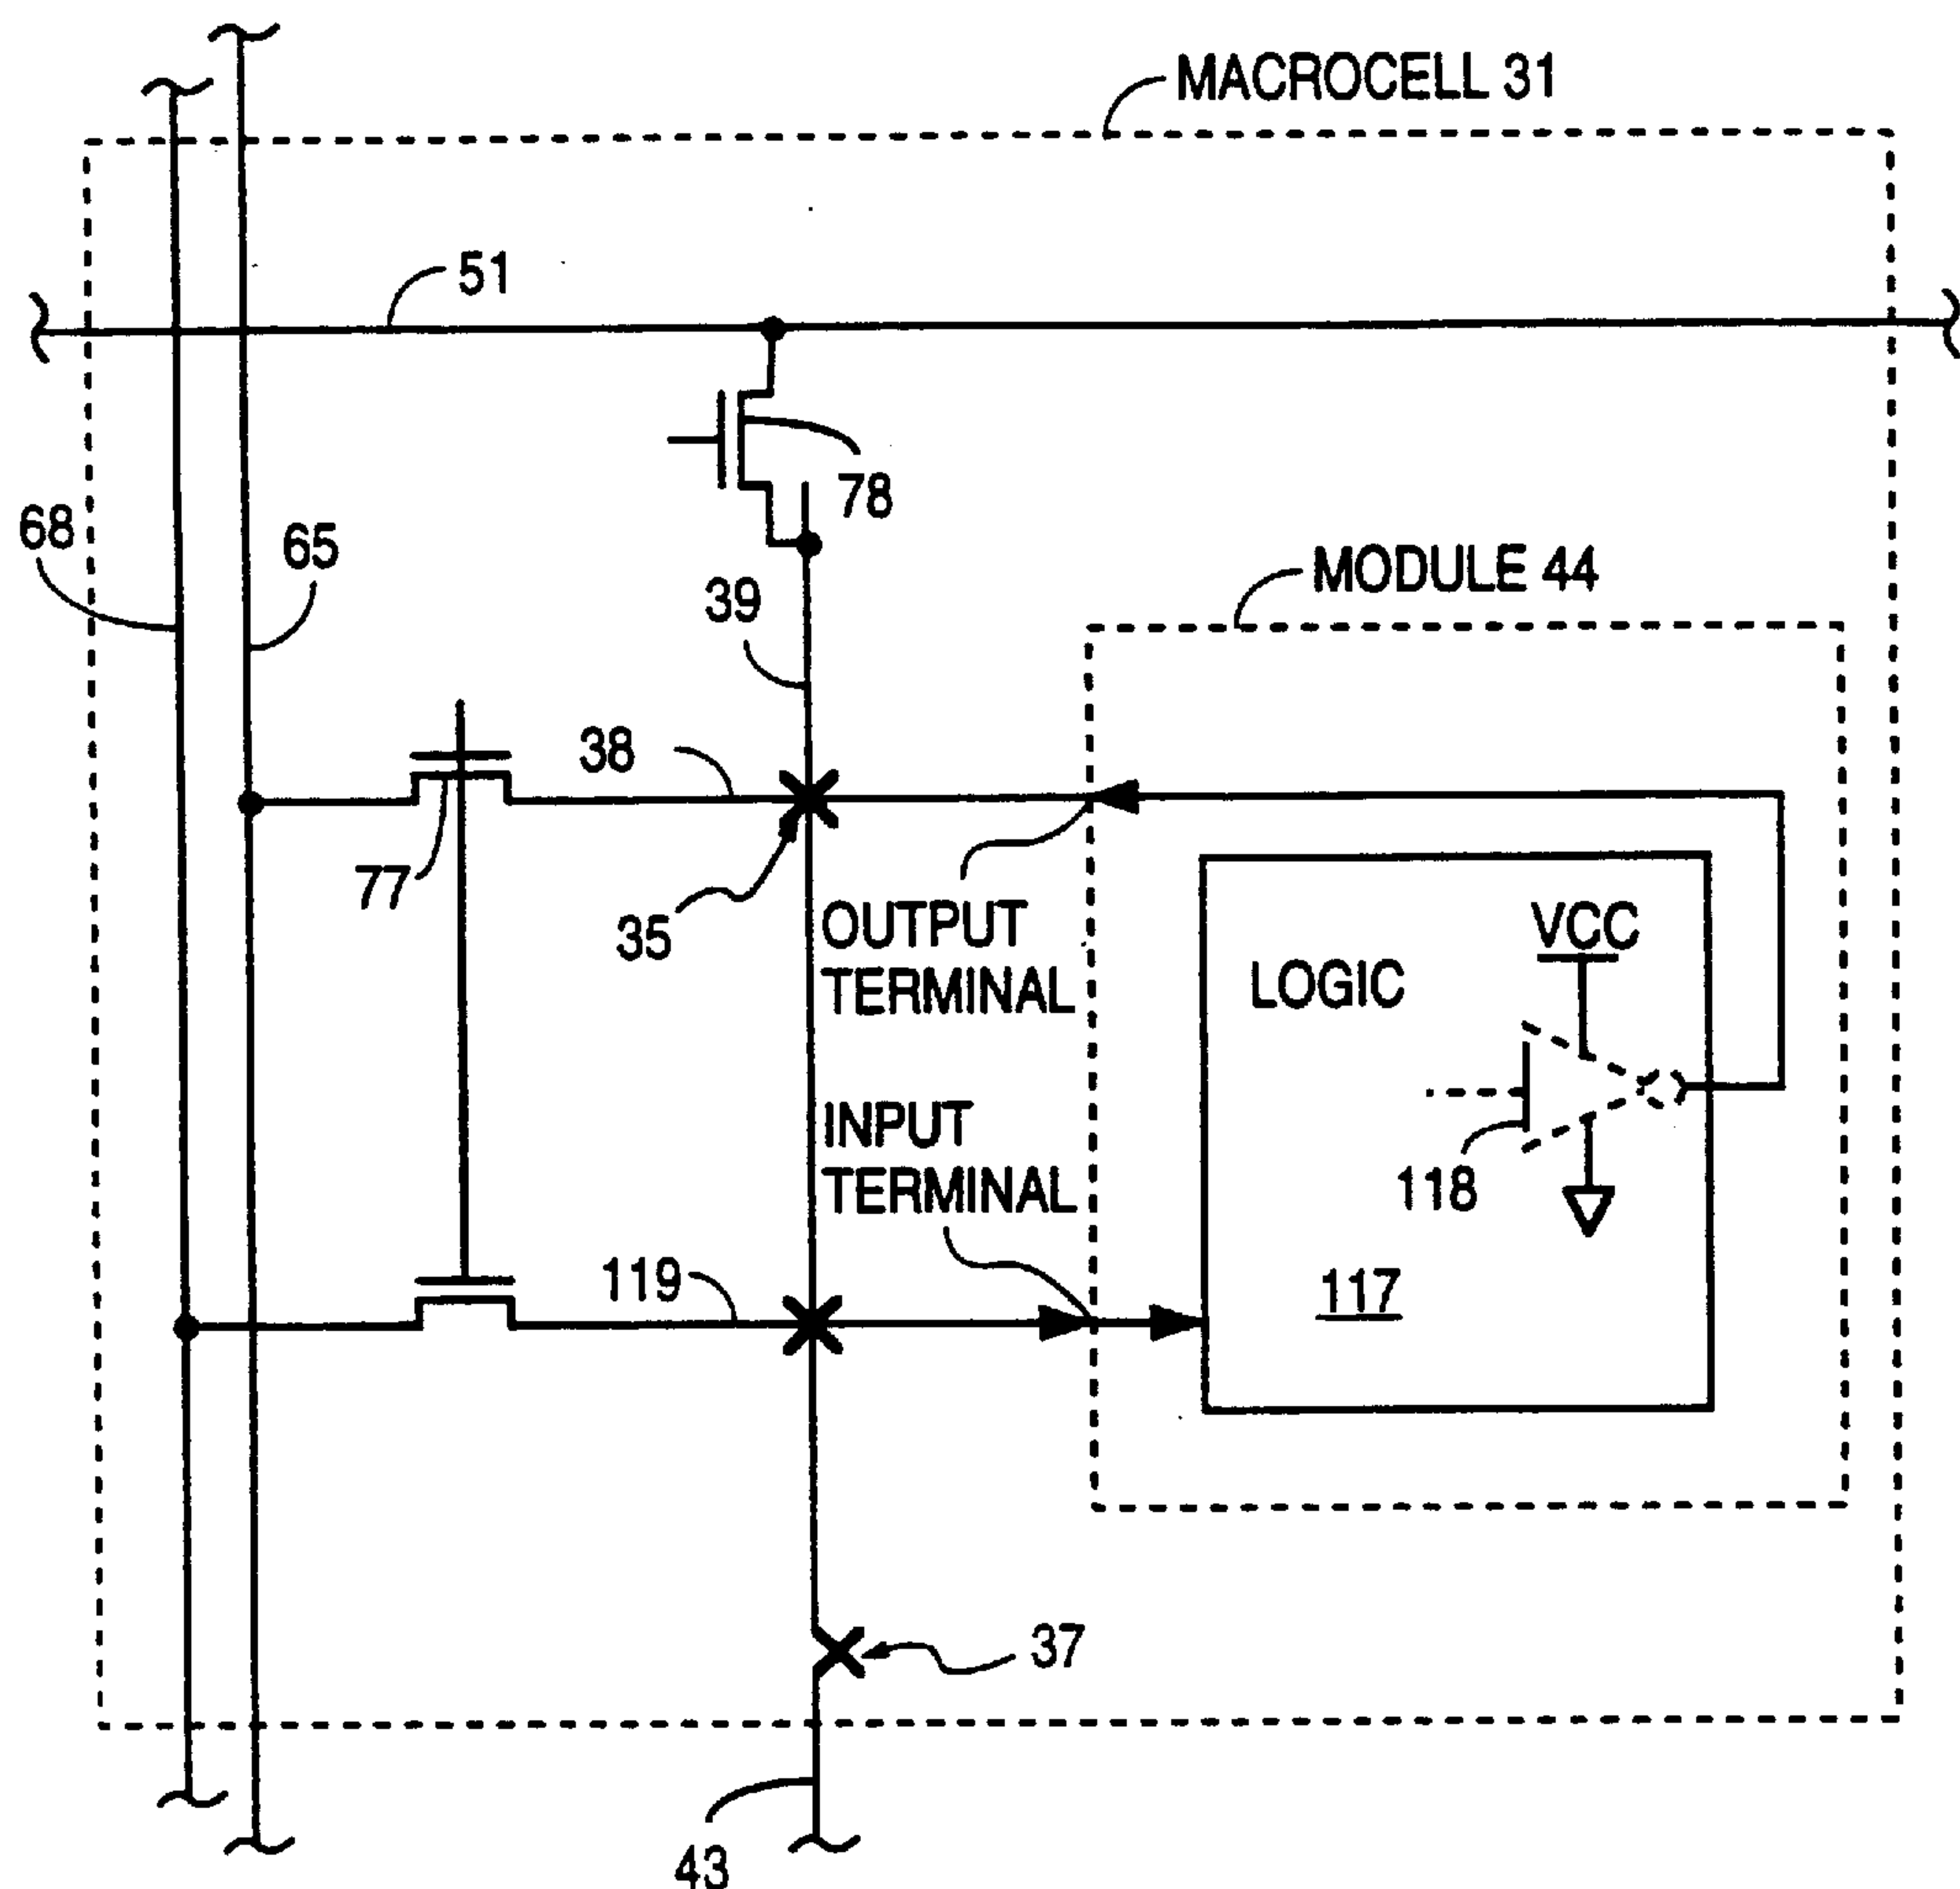 MACROCELL 31
51
78
68
65
MODULE 44
39
38
77
35
OUTPUT
TERMINAL
VCC
LOGIC
INPUT
TERMINAL
118
119
117
37
43